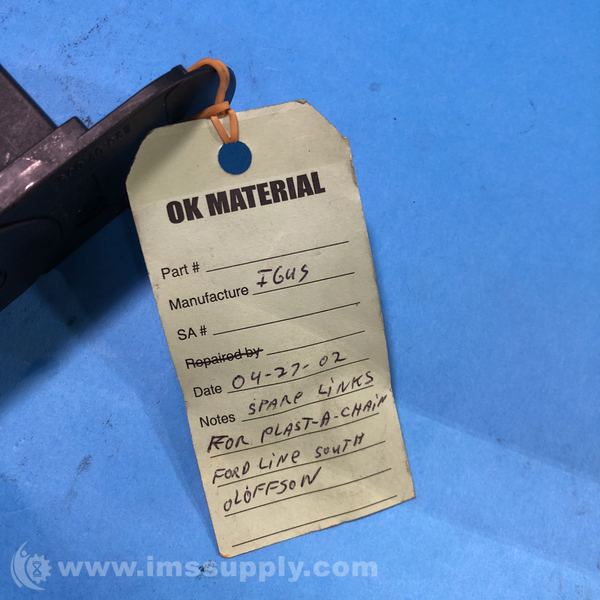 OK MATERIAL
Part #
Manufacture IGUS
SA #
Repaired by
Date 04-27-02
Notes SPARE LINKS
FOR PLAST-A-CHAIN
FORD LINE SOUTH
OLOFFSON
www.imssupply.com